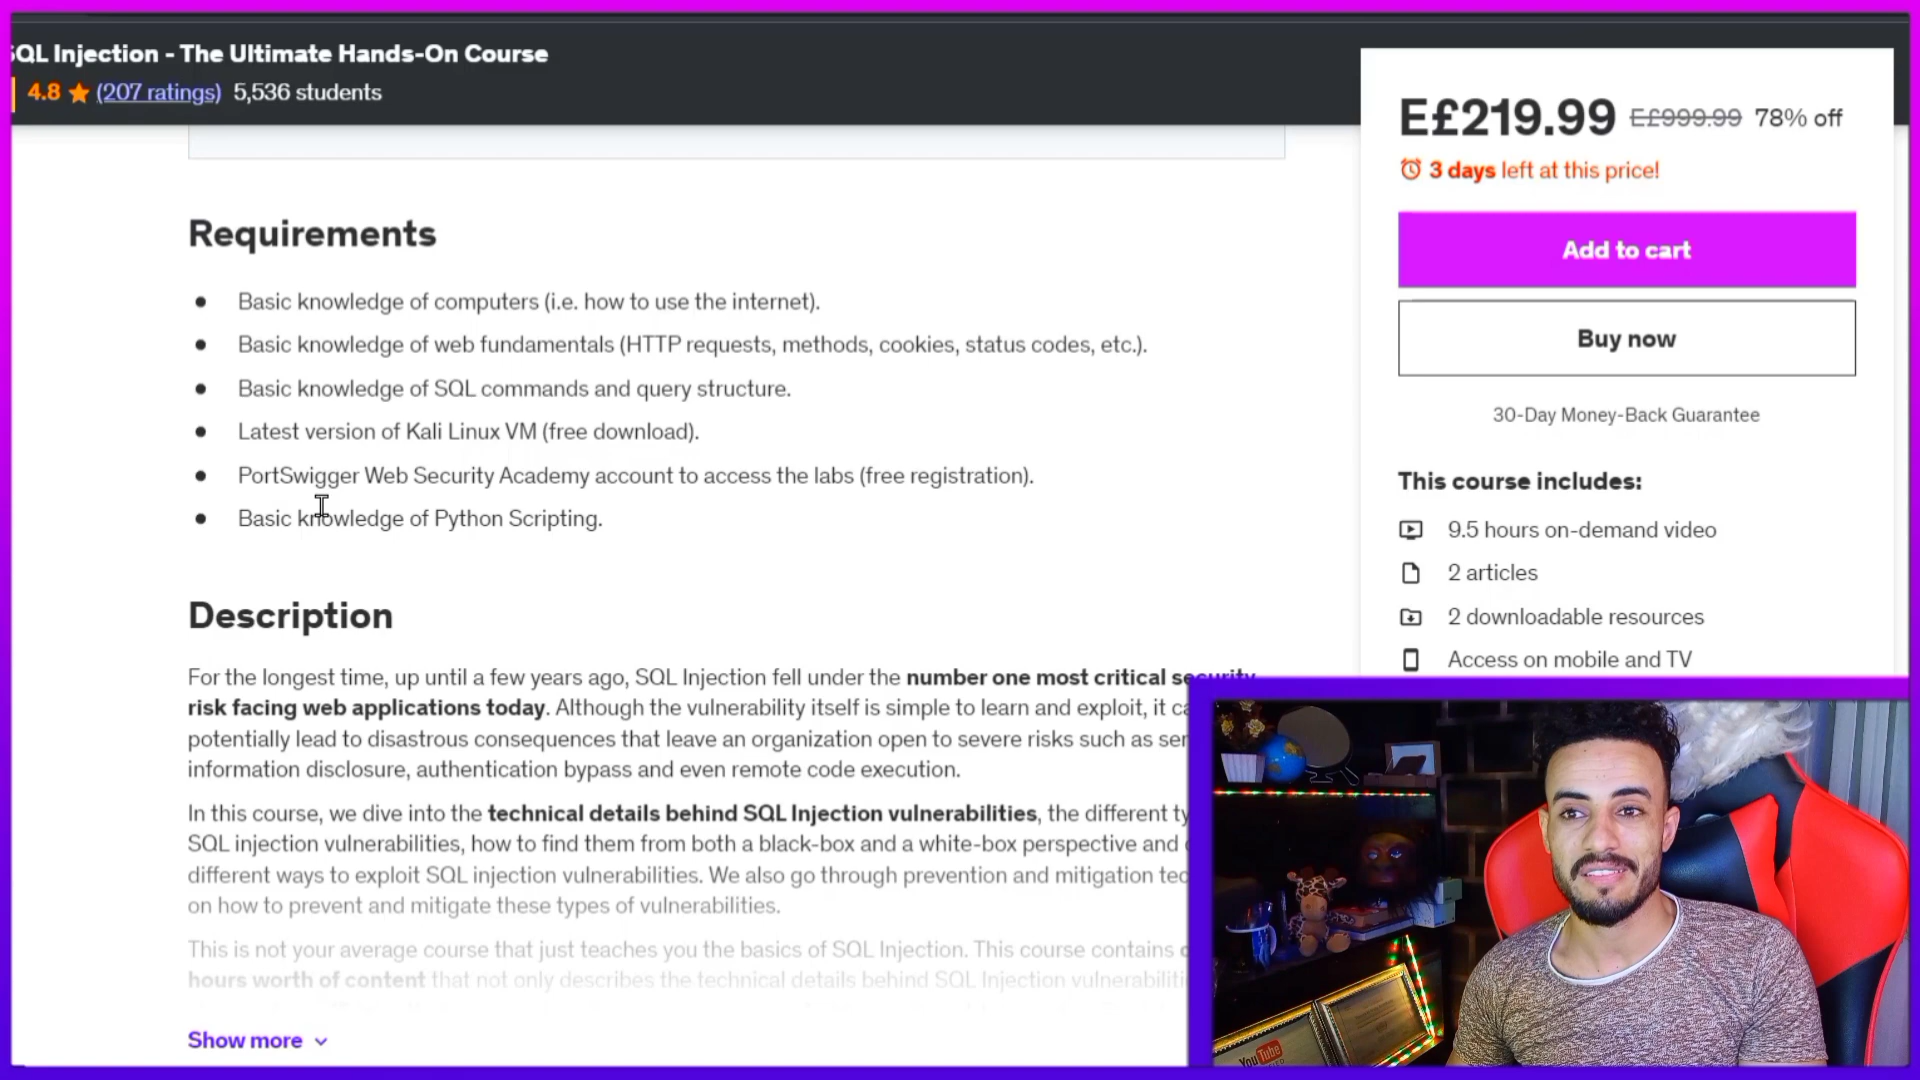 SQL Injection - The Ultimate Hands-On Course
4.8 (207 ratings) 5,536 students
E£219.99 E£999.99 78% off
3 days left at this price!
Add to cart
Buy now
30-Day Money-Back Guarantee
This course includes:
9.5 hours on-demand video
2 articles
2 downloadable resources
Access on mobile and TV
Requirements
Basic knowledge of computers (i.e. how to use the internet).
Basic knowledge of web fundamentals (HTTP requests, methods, cookies, status codes, etc.).
Basic knowledge of SQL commands and query structure.
Latest version of Kali Linux VM (free download).
PortSwigger Web Security Academy account to access the labs (free registration).
Basic knowledge of Python Scripting.
Description
For the longest time, up until a few years ago, SQL Injection fell under the number one most critical security
risk facing web applications today. Although the vulnerability itself is simple to learn and exploit, it
potentially lead to disastrous consequences that leave an organization open to severe risks such as
information disclosure, authentication bypass and even remote code execution.
In this course, we dive into the technical details behind SQL Injection vulnerabilities, the different
SQL injection vulnerabilities, how to find them from both a black-box and a white-box perspective and
different ways to exploit SQL injection vulnerabilities. We also go through prevention and mitigation
on how to prevent and mitigate these types of vulnerabilities.
This is not your average course that just teaches you the basics of SQL Injection. This course contains
hours worth of content that not only describes the technical details behind SQL Injection
Show more
YouTube